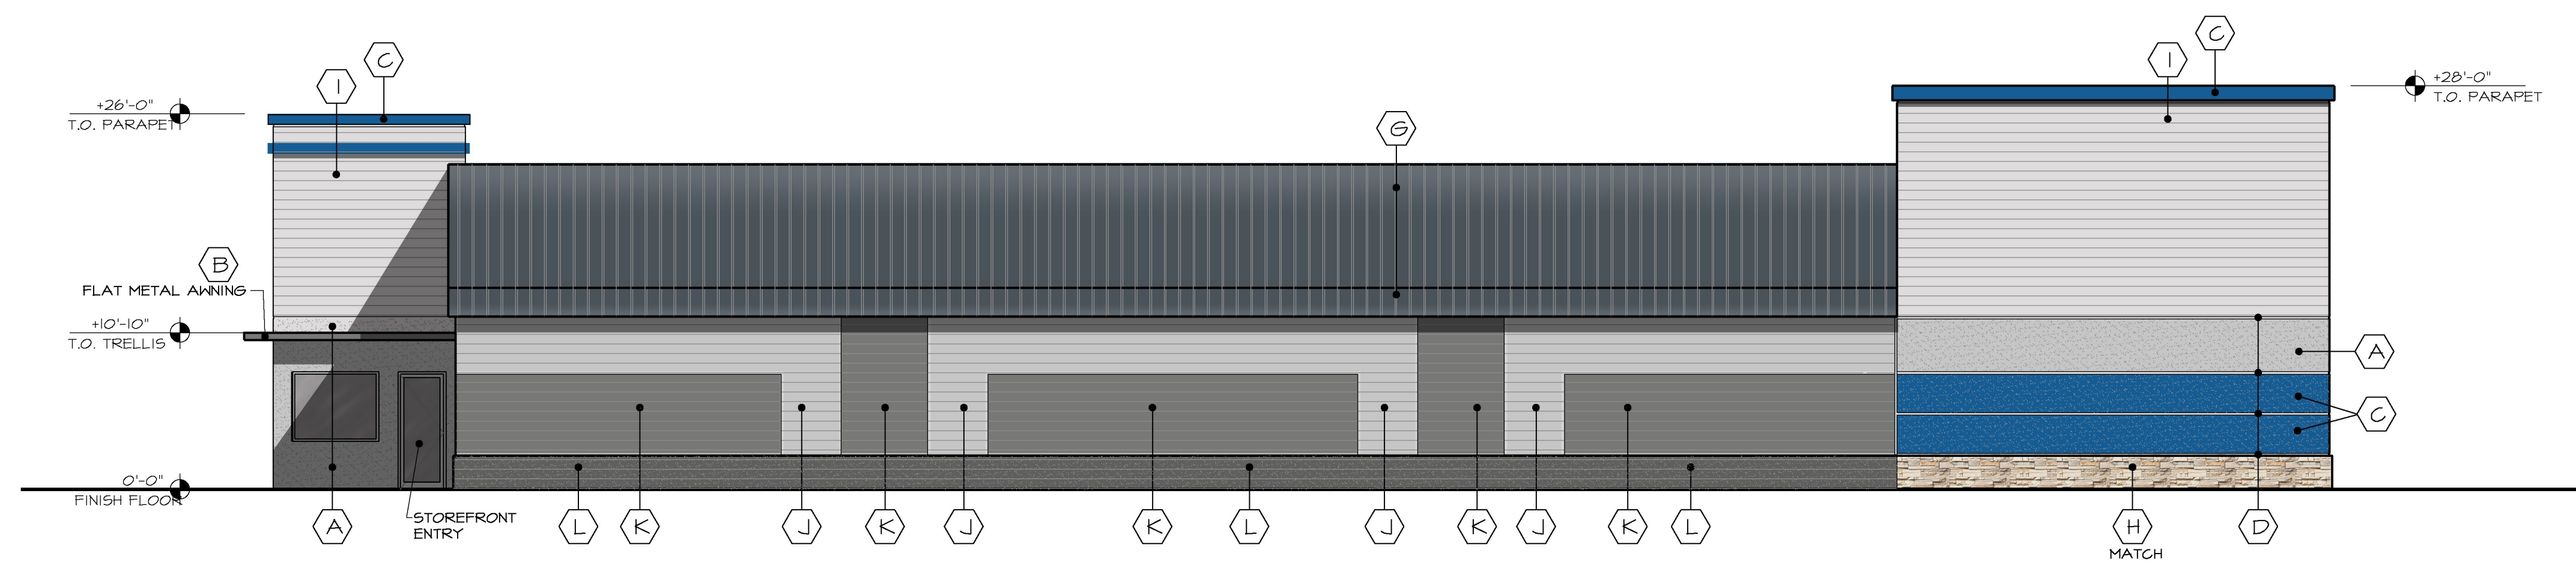 C
I
+26'-0"
T.O. PARAPET
C
I
+28'-0"
T.O. PARAPET
G
B
FLAT METAL AWNING
+10'-10"
T.O. TRELLIS
A
C
0'-0"
FINISH FLOOR
STOREFRONT
ENTRY
A
L
K
J
K
J
K
L
J
K
J
K
L
H
MATCH
D